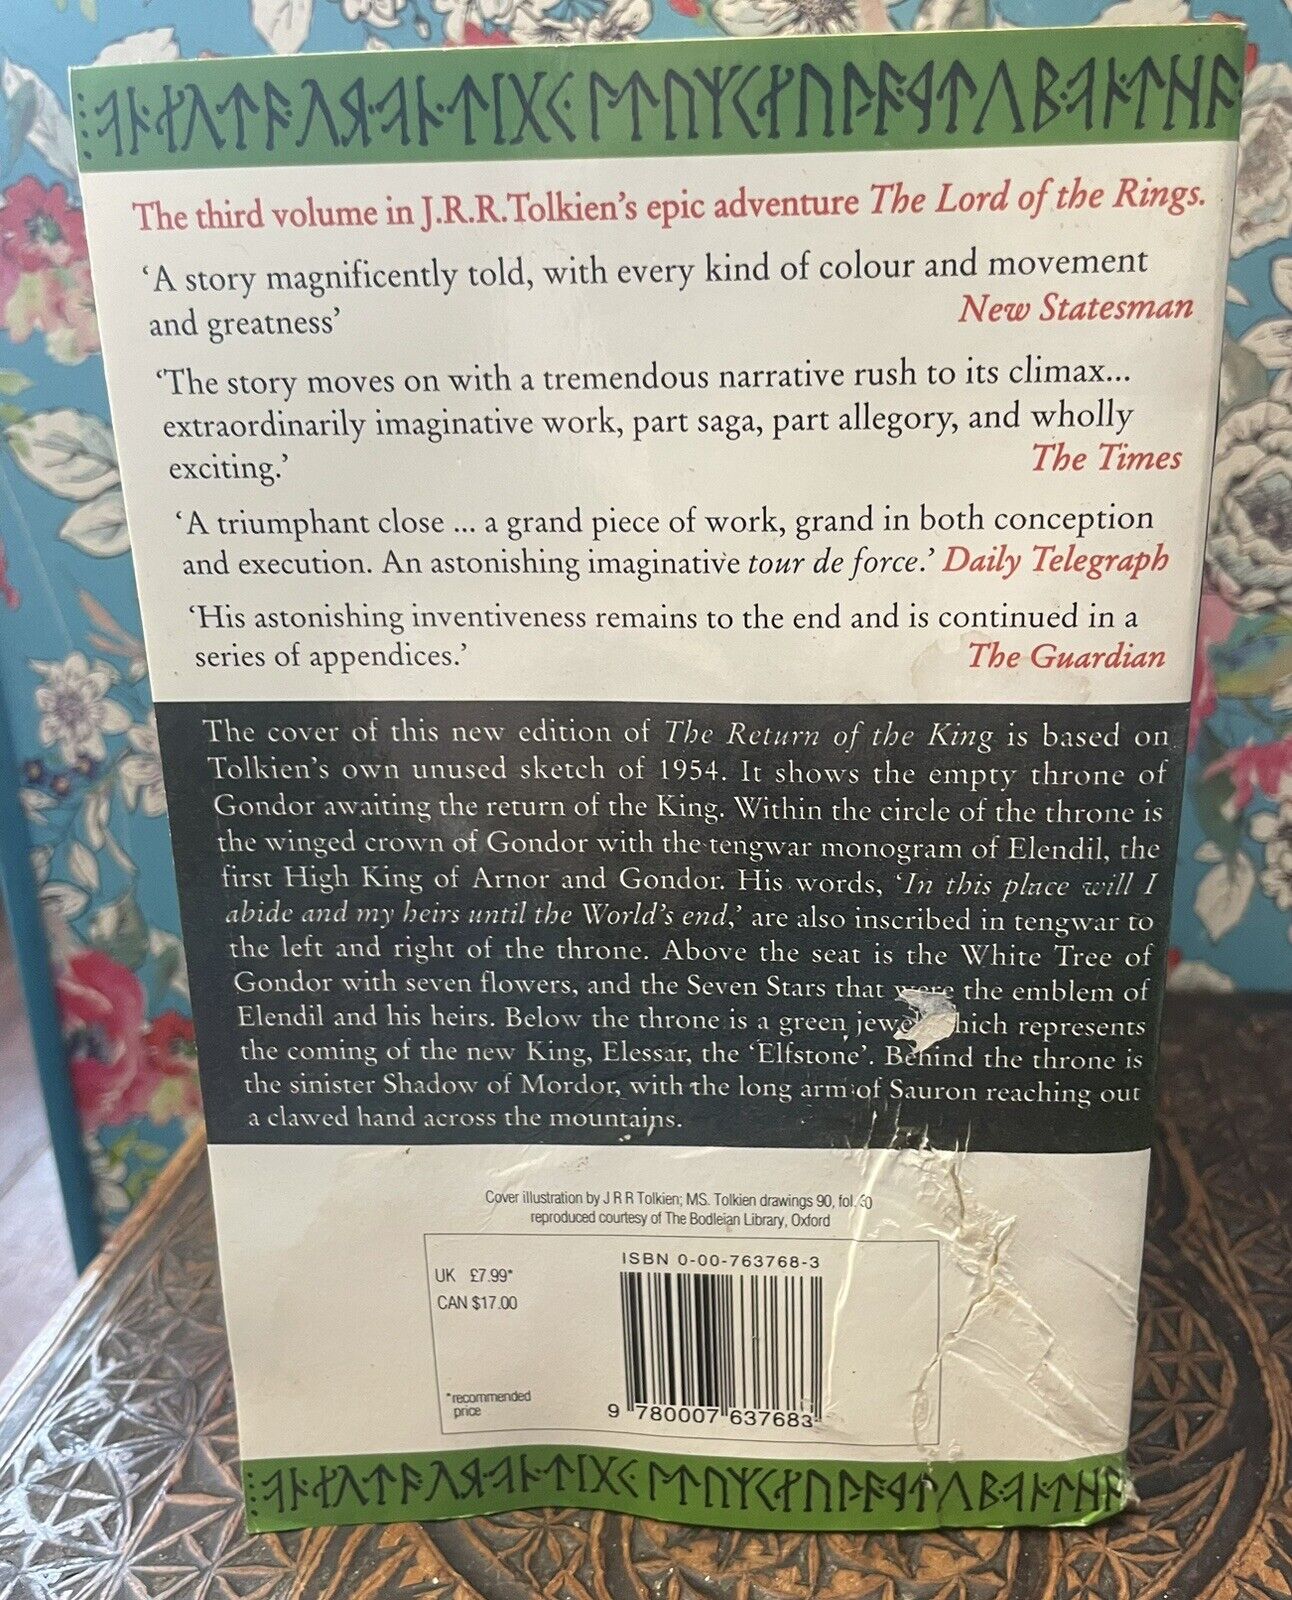 The third volume in J.R.R.Tolkien's epic adventure The Lord of the Rings.
‘A story magnificently told, with every kind of colour and movement
and greatness’ New Statesman
‘The story moves on with a tremendous narrative rush to its climax...
extraordinarily imaginative work, part saga, part allegory, and wholly
exciting.’ The Times
‘A triumphant close ... a grand piece of work, grand in both conception
and execution. An astonishing imaginative tour de force.’ Daily Telegraph
‘His astonishing inventiveness remains to the end and is continued in a
series of appendices.’ The Guardian
The cover of this new edition of The Return of the King is based on
Tolkien's own unused sketch of 1954. It shows the empty throne of
Gondor awaiting the return of the King. Within the circle of the throne is
the winged crown of Gondor with the tengwar monogram of Elendil, the
first High King of Arnor and Gondor. His words, ‘In this place will I
abide and my heirs until the World's end,’ are also inscribed in tengwar to
the left and right of the throne. Above the seat is the White Tree of
Gondor with seven flowers, and the Seven Stars that were the emblem of
Elendil and his heirs. Below the throne is a green jewel which represents
the coming of the new King, Elessar, the ‘Elfstone’. Behind the throne is
the sinister Shadow of Mordor, with the long arm of Sauron reaching out
a clawed hand across the mountains.
Cover illustration by J R R Tolkien; MS. Tolkien drawings 90, fol.
reproduced courtesy of The Bodleian Library, Oxford
ISBN 0-00-763768-3
UK £7.99*
CAN $17.00
*recommended
price
9 780007 637683